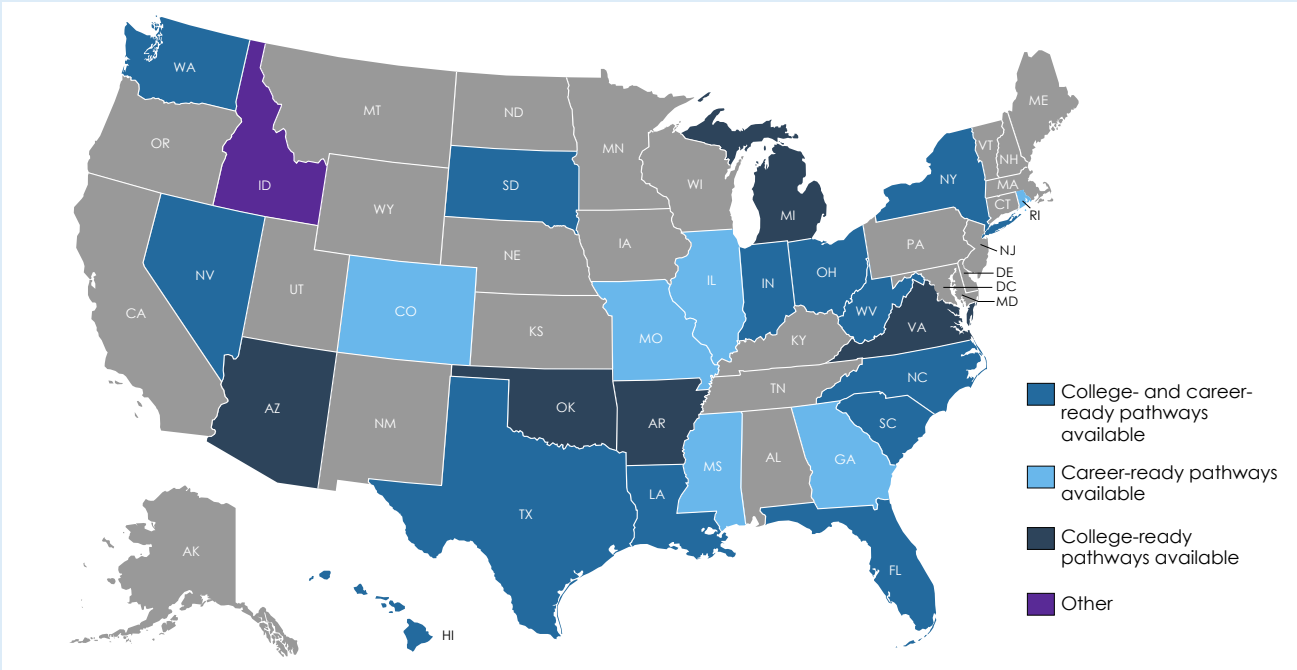 WA
OR
CA
ID
NV
MT
WY
UT
AZ
CO
NM
ND
SD
NE
KS
OK
TX
MN
IA
MO
AR
LA
WI
IL
MS
MI
IN
KY
TN
AL
OH
WV
VA
NC
SC
GA
FL
PA
NY
VT
NH
ME
MA
CT
RI
NJ
DE
DC
MD
AK
HI
College- and career-
ready pathways
available
Career-ready pathways
available
College-ready
pathways available
Other